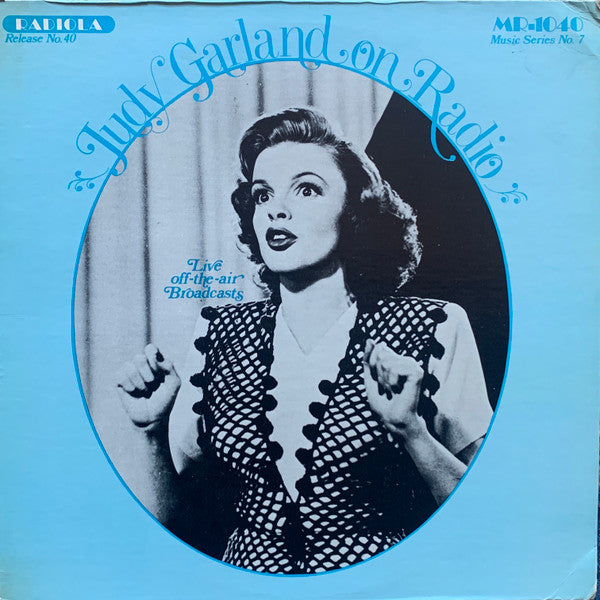 RADIOLA
Release No. 40
MR-1040
Music Series No. 7
Judy Garland on Radio
Live
off-the-air
Broadcasts